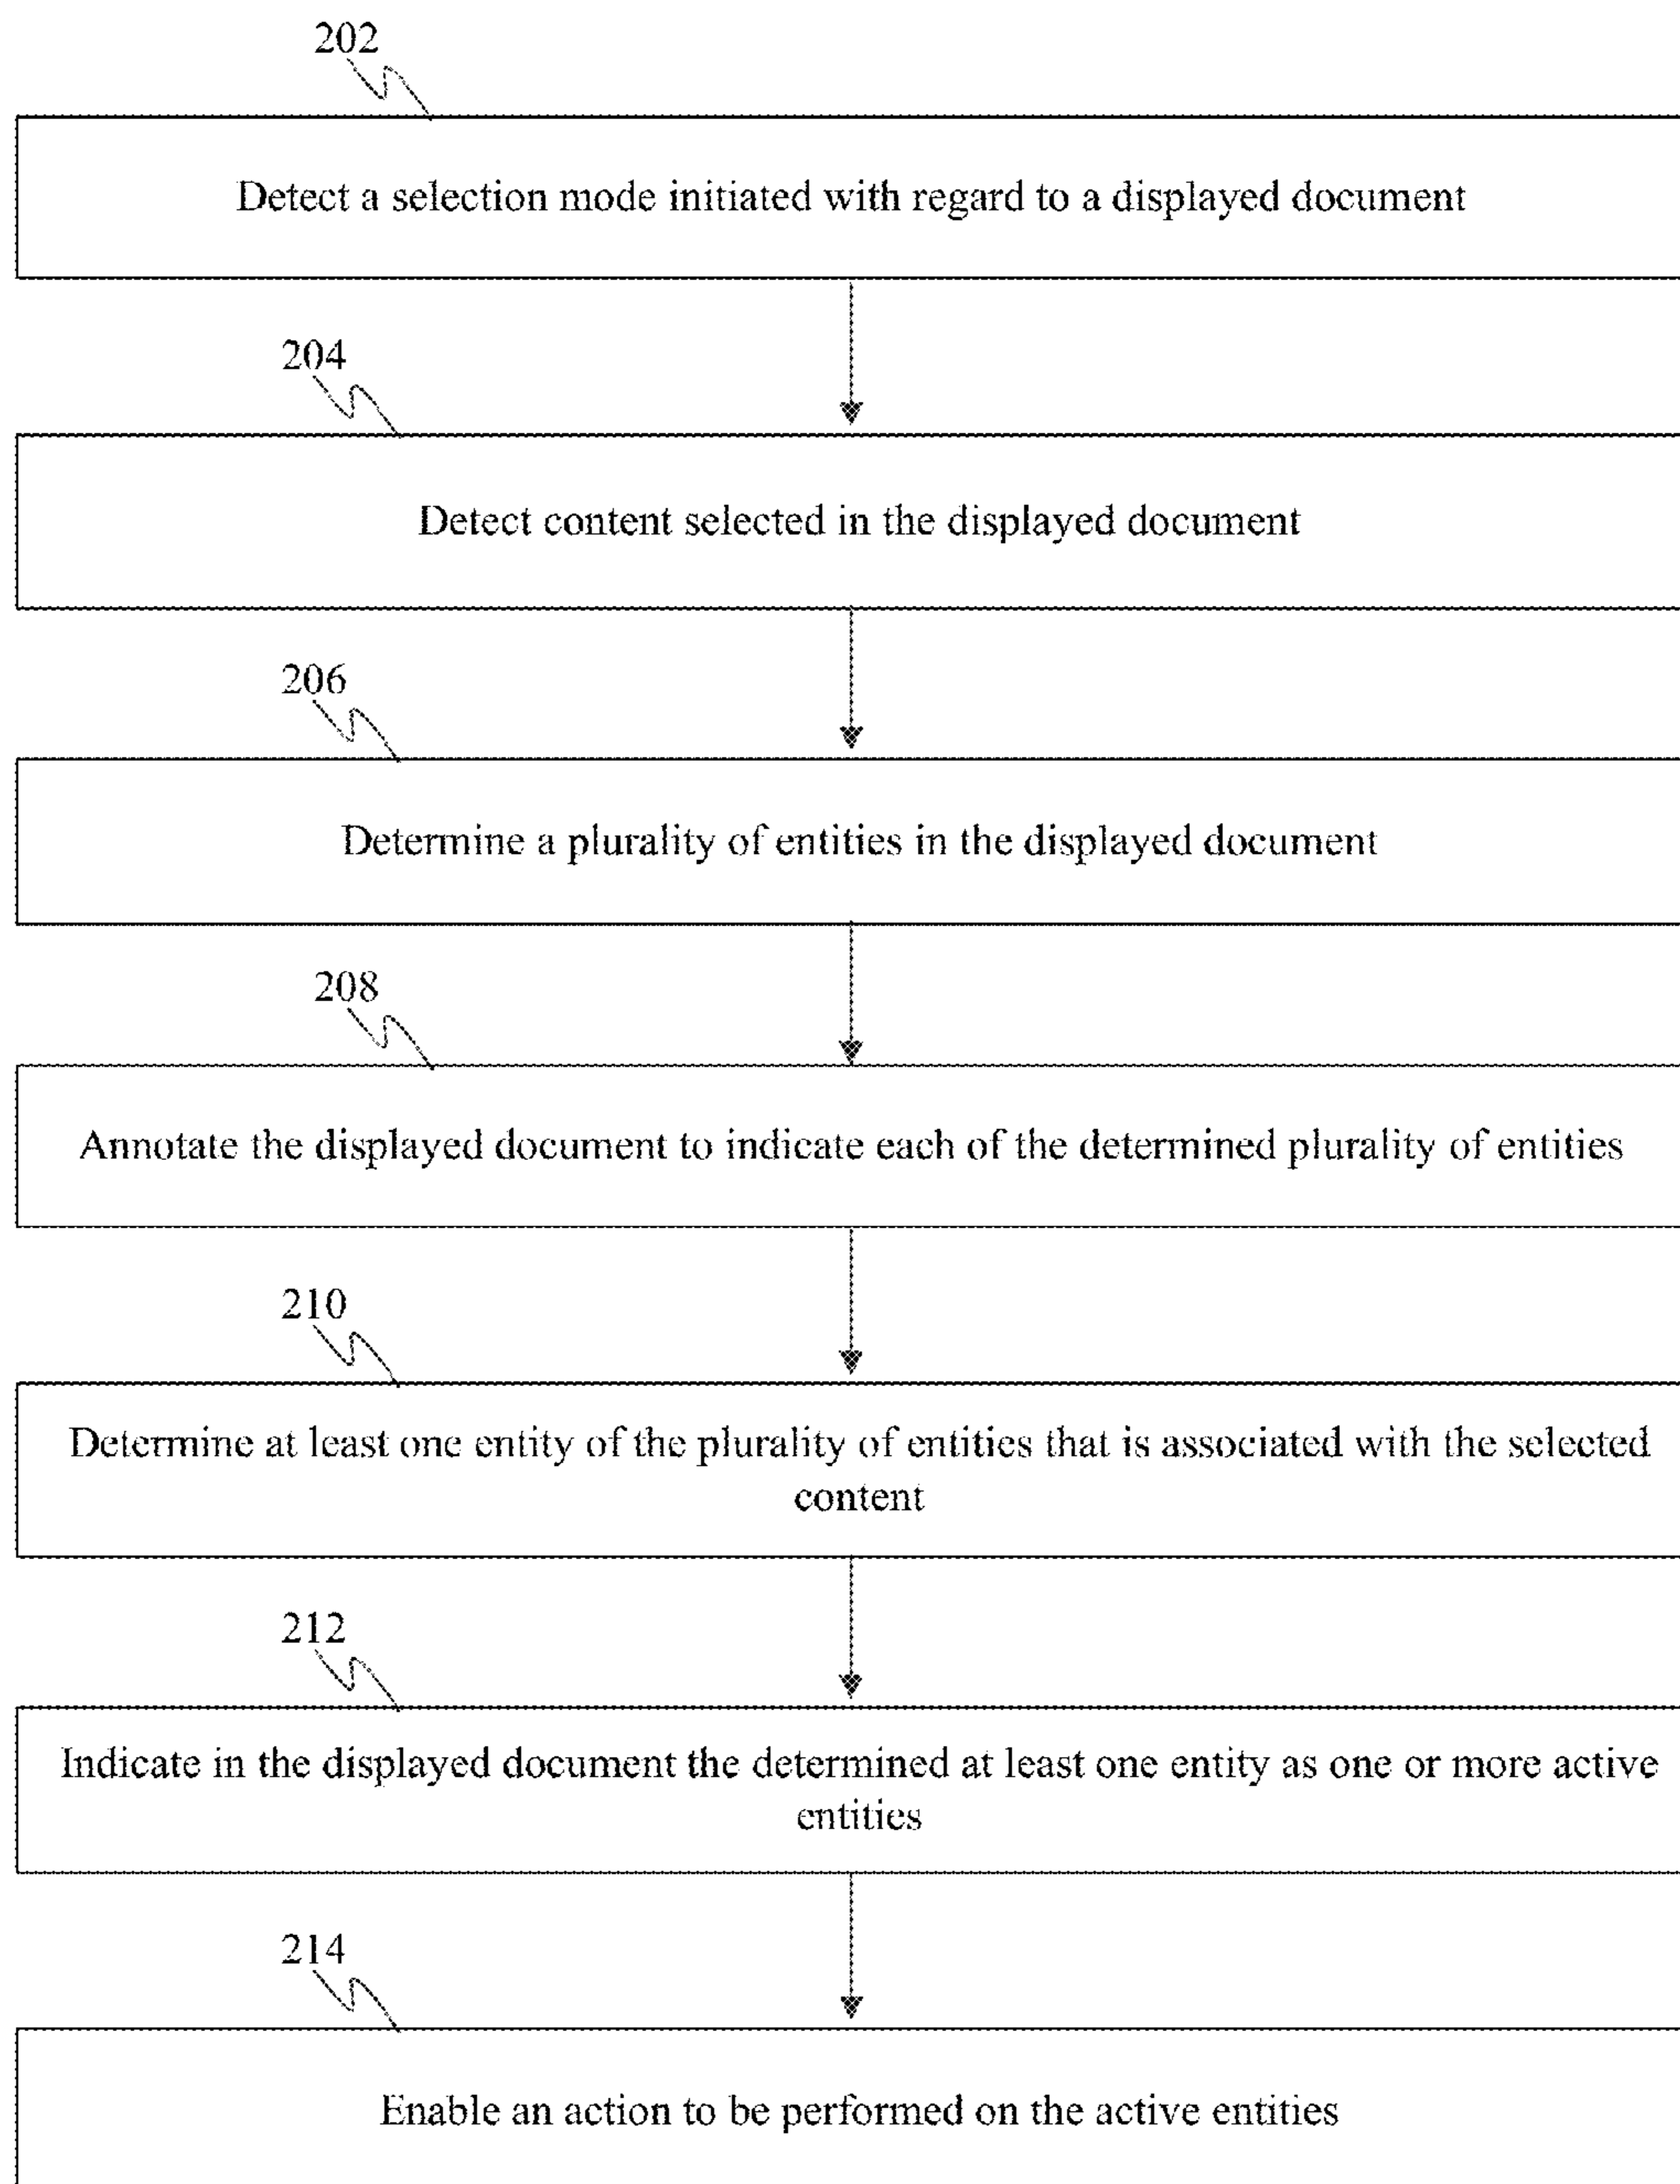 202
Detect a selection mode initiated with regard to a displayed document
204
Detect content selected in the displayed document
206
Determine a plurality of entities in the displayed document
208
Annotate the displayed document to indicate each of the determined plurality of entities
210
Determine at least one entity of the plurality of entities that is associated with the selected
content
212
Indicate in the displayed document the determined at least one entity as one or more active
entities
214
Enable an action to be performed on the active entities